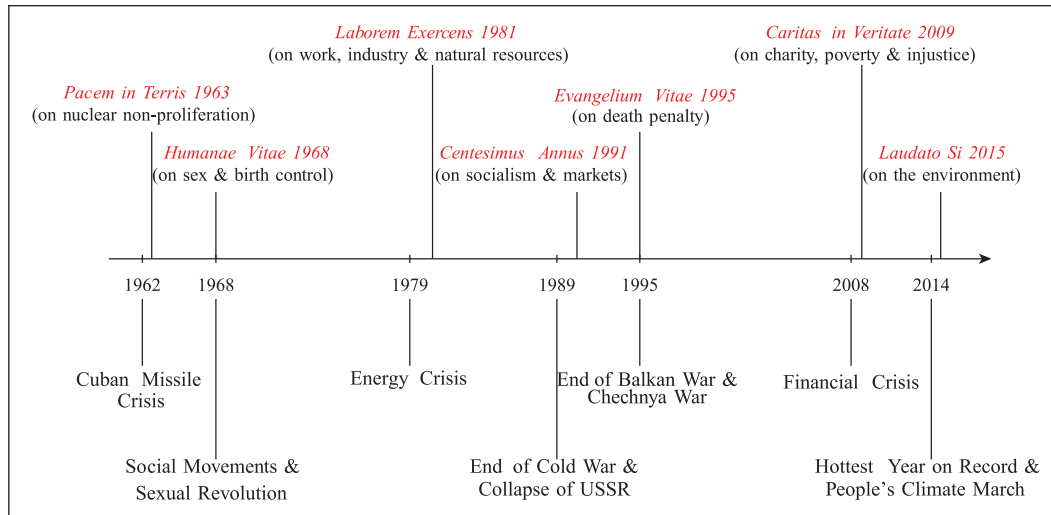 Laborem Exercens 1981
(on work, industry & natural resources)
Caritas in Veritate 2009
(on charity, poverty & injustice)
Pacem in Terris 1963
(on nuclear non-proliferation)
Evangelium Vitae 1995
(on death penalty)
Humanae Vitae 1968
(on sex & birth control)
Centesimus Annus 1991
(on socialism & markets)
Laudato Si 2015
(on the environment)
1962 1968 1979 1989 1995 2008 2014
Cuban Missile
Crisis
Energy Crisis
End of Balkan War &
Chechnya War
Financial Crisis
Social Movements &
Sexual Revolution
End of Cold War &
Collapse of USSR
Hottest Year on Record &
People's Climate March